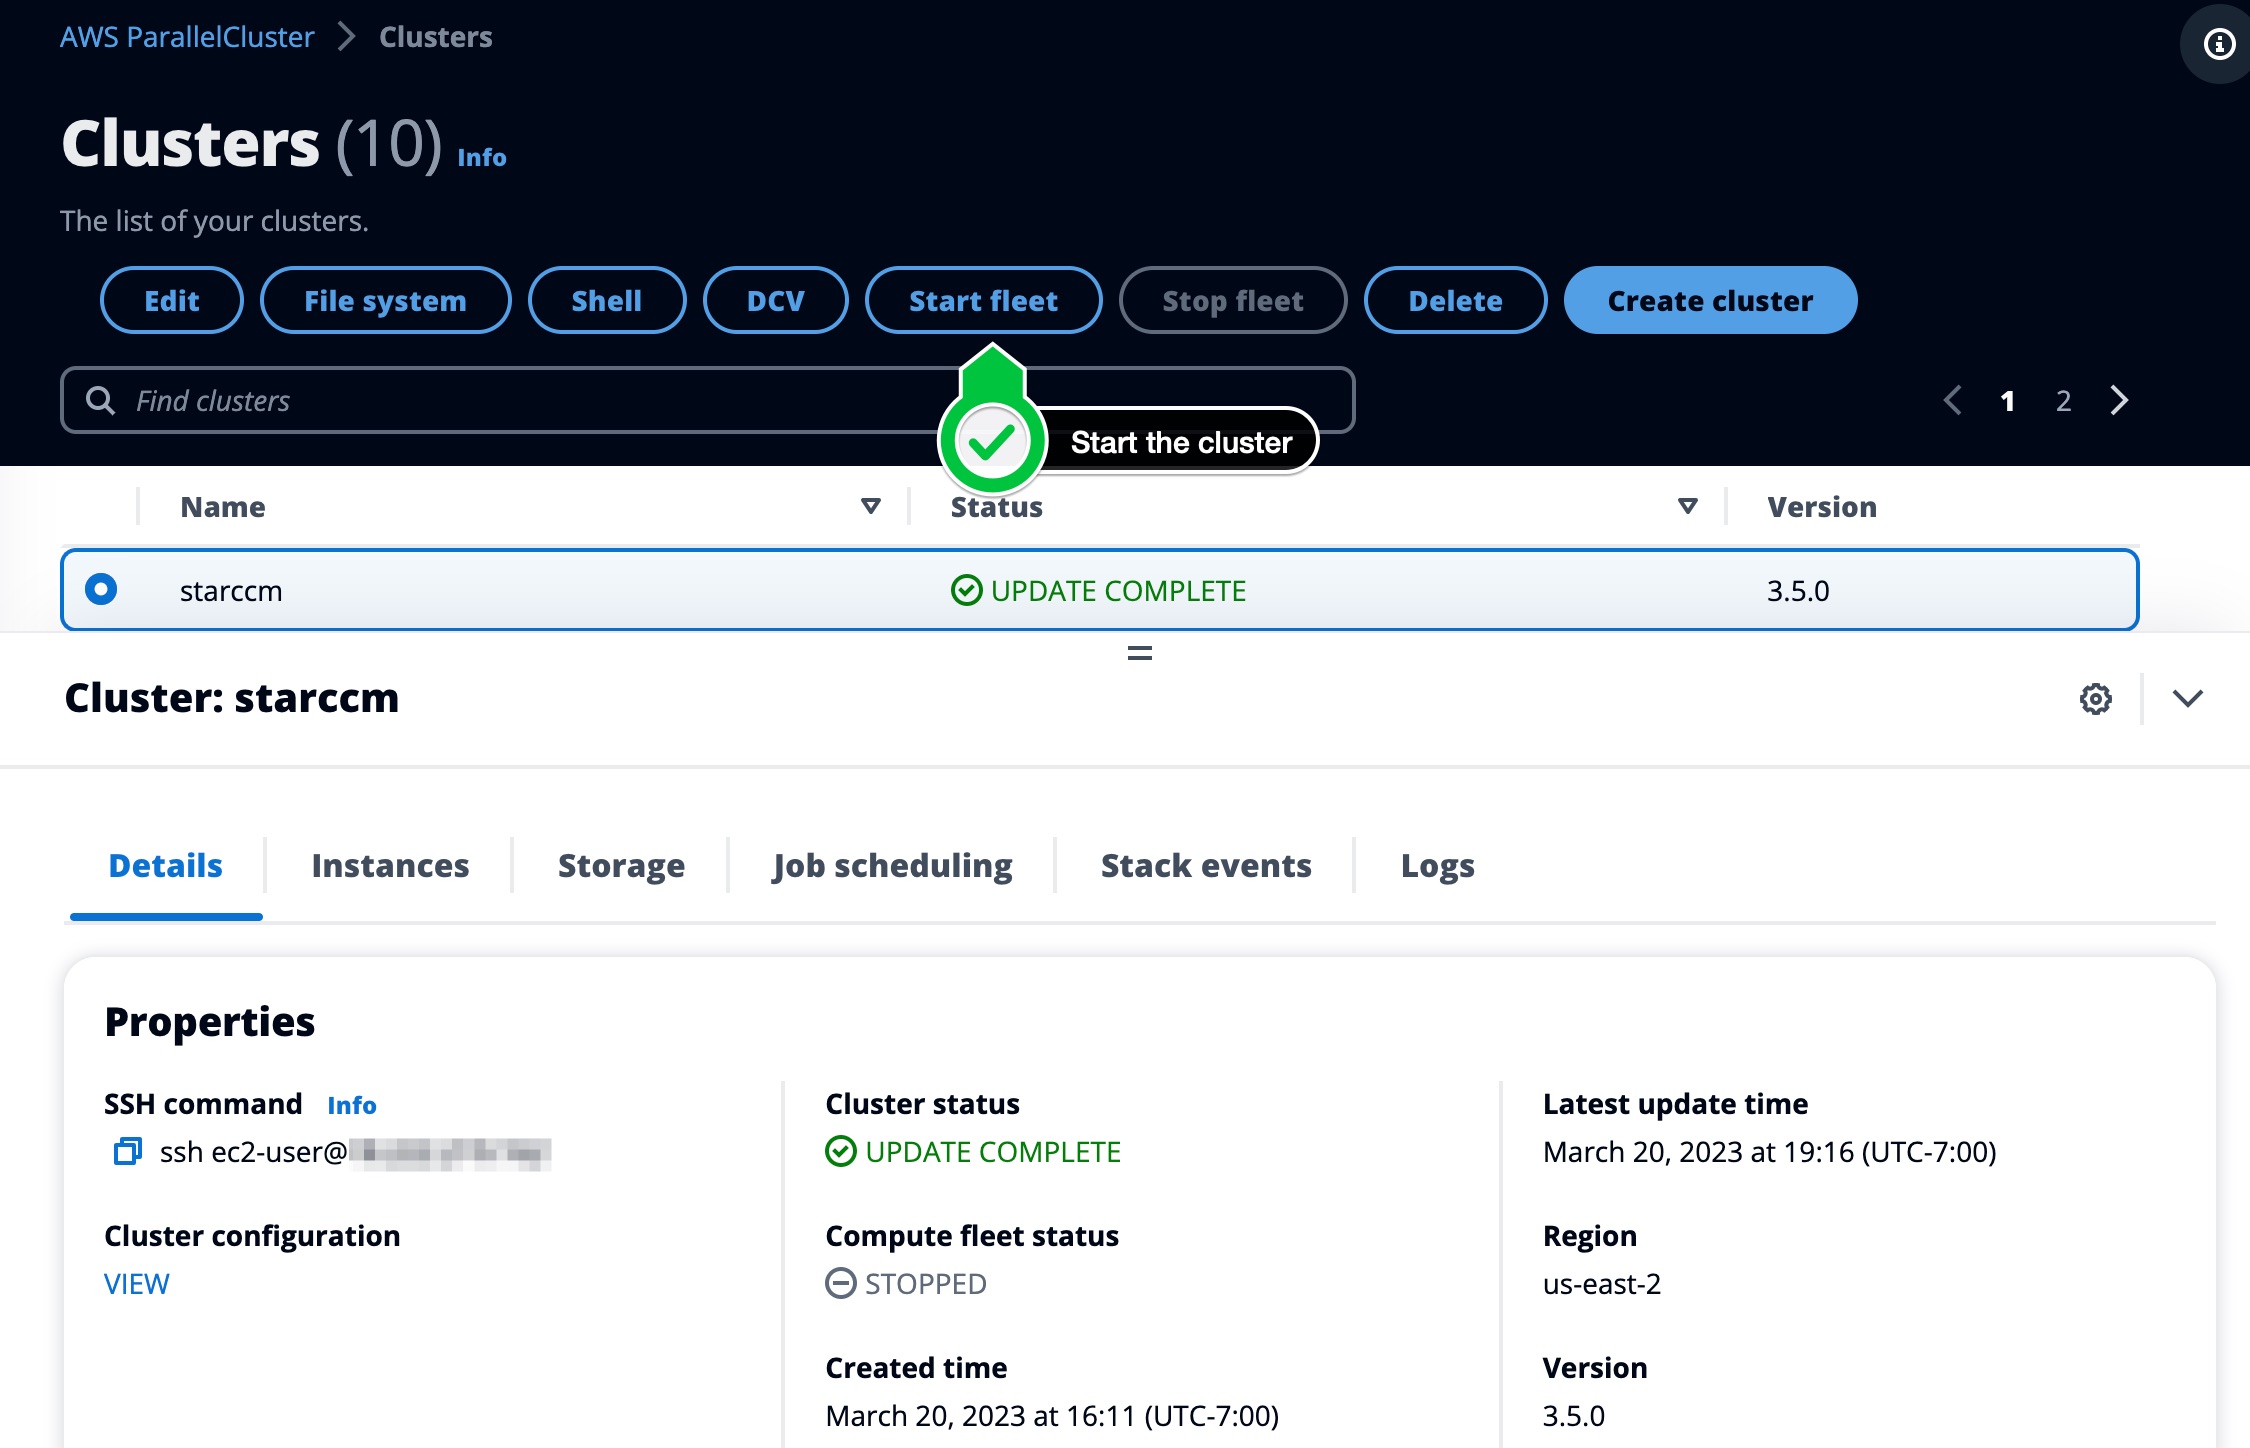 AWS ParallelCluster > Clusters
Clusters (10) Info
The list of your clusters.
Edit File system Shell DCV Start fleet Stop fleet Delete Create cluster
Find clusters
1 2
Start the cluster
Name Status Version
starccm UPDATE COMPLETE 3.5.0
Cluster: starccm
Details Instances Storage Job scheduling Stack events Logs
Properties
SSH command Info
ssh ec2-user@
Cluster configuration
VIEW
Cluster status
UPDATE COMPLETE
Compute fleet status
STOPPED
Created time
March 20, 2023 at 16:11 (UTC-7:00)
Latest update time
March 20, 2023 at 19:16 (UTC-7:00)
Region
us-east-2
Version
3.5.0